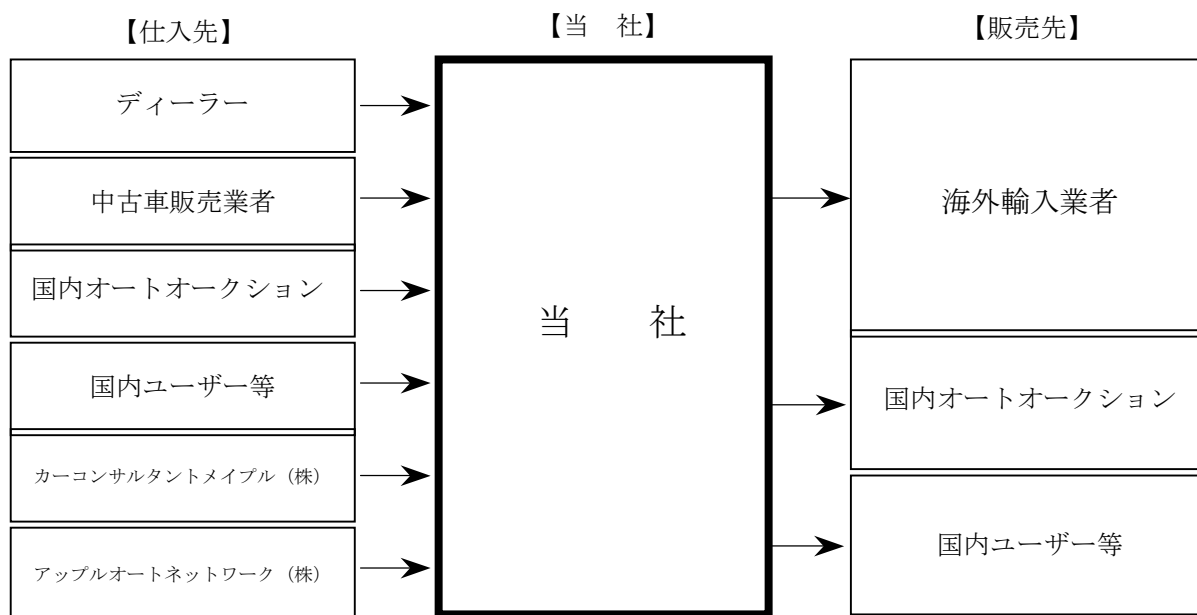 【仕入先】
【当　社】
【販売先】
ディーラー
中古車販売業者
国内オートオークション
国内ユーザー等
カーコンサルタントメイプル（株）
アップルオートネットワーク（株）
当　　社
海外輸入業者
国内オートオークション
国内ユーザー等